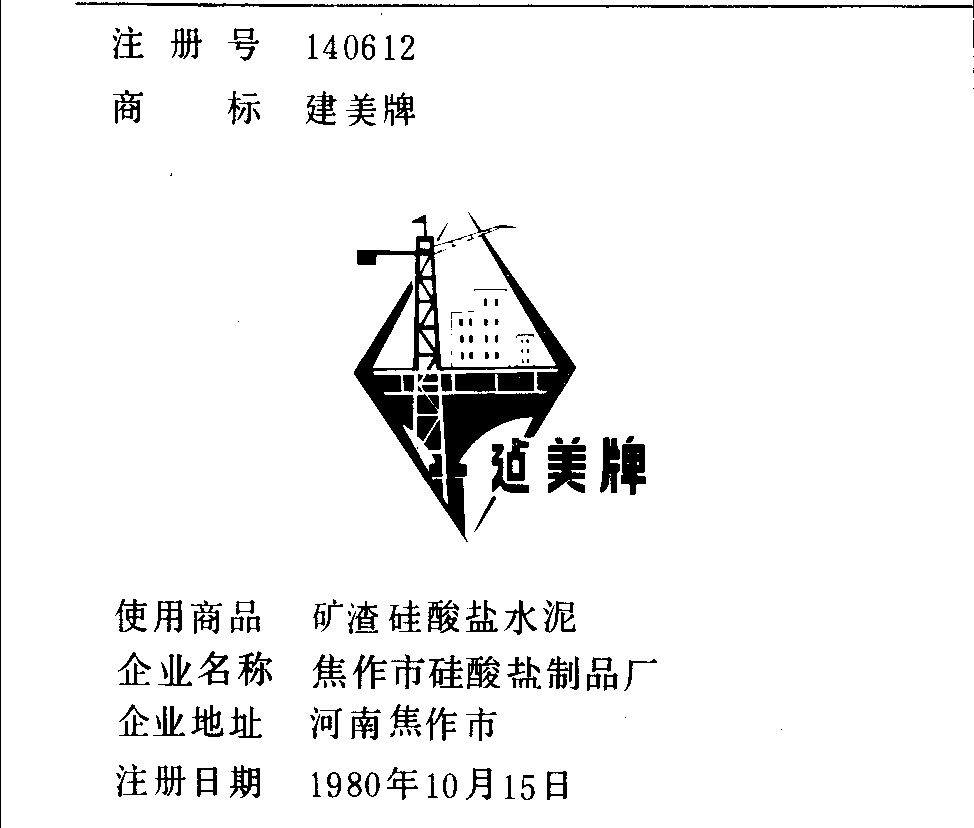 注册号 140612
商标 建美牌
建美牌
使用商品 矿渣硅酸盐水泥
企业名称 焦作市硅酸盐制品厂
企业地址 河南焦作市
注册日期 1980年10月15日